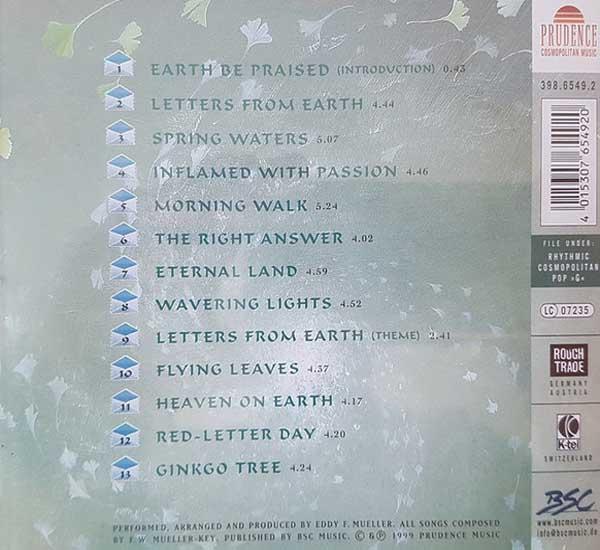 1 EARTH BE PRAISED (INTRODUCTION) 0.43
2 LETTERS FROM EARTH 4.44
3 SPRING WATERS 5.07
4 INFLAMED WITH PASSION 4.46
5 MORNING WALK 5.24
6 THE RIGHT ANSWER 4.02
7 ETERNAL LAND 4.59
8 WAVERING LIGHTS 4.52
9 LETTERS FROM EARTH (THEME) 2.41
10 FLYING LEAVES 4.37
11 HEAVEN ON EARTH 4.17
12 RED-LETTER DAY 4.20
13 GINKGO TREE 4.24
PERFORMED, ARRANGED AND PRODUCED BY EDDY F. MUELLER. ALL SONGS COMPOSED
BY F.W. MUELLER-KEY. PUBLISHED BY BSC MUSIC. ℗ & © 1999 PRUDENCE MUSIC
PRUDENCE
COSMOPOLITAN MUSIC
398.6549.2
4 015307 654920
FILE UNDER:
RHYTHMIC
COSMOPOLITAN
POP »G«
LC 07235
ROUGH
TRADE
GERMANY
AUSTRIA
K-tel
SWITZERLAND
BSC
www.bscmusic.com
info@bscmusic.de